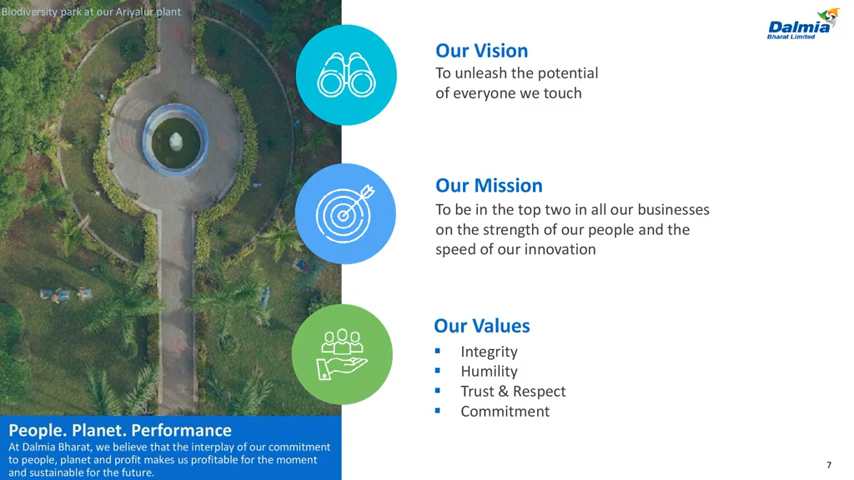 Biodiversity park at our Ariyalur plant
Dalmia
Bharat Limited
Our Vision
To unleash the potential
of everyone we touch
Our Mission
To be in the top two in all our businesses
on the strength of our people and the
speed of our innovation
Our Values
▪ Integrity
▪ Humility
▪ Trust & Respect
▪ Commitment
People. Planet. Performance
At Dalmia Bharat, we believe that the interplay of our commitment
to people, planet and profit makes us profitable for the moment
and sustainable for the future.
7